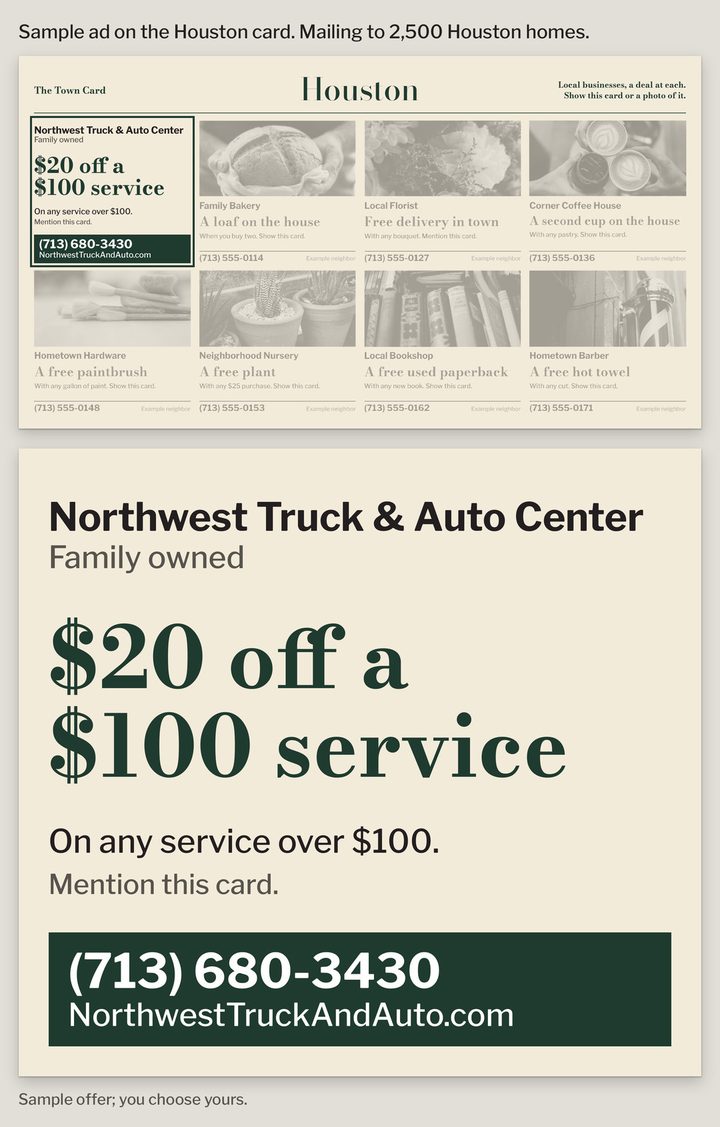 Sample ad on the Houston card. Mailing to 2,500 Houston homes.
The Town Card
Houston
Local businesses, a deal at each.
Show this card or a photo of it.
Northwest Truck & Auto Center
Family owned
$20 off a
$100 service
On any service over $100.
Mention this card.
(713) 680-3430
NorthwestTruckAndAuto.com
Family Bakery
A loaf on the house
When you buy two. Show this card.
(713) 555-0114
Example neighbor
Local Florist
Free delivery in town
With any bouquet. Mention this card.
(713) 555-0127
Example neighbor
Corner Coffee House
A second cup on the house
With any pastry. Show this card.
(713) 555-0136
Example neighbor
Hometown Hardware
A free paintbrush
With any gallon of paint. Show this card.
(713) 555-0148
Example neighbor
Neighborhood Nursery
A free plant
With any $25 purchase. Show this card.
(713) 555-0153
Example neighbor
Local Bookshop
A free used paperback
With any new book. Show this card.
(713) 555-0162
Example neighbor
Hometown Barber
A free hot towel
With any cut. Show this card.
(713) 555-0171
Example neighbor
Northwest Truck & Auto Center
Family owned
$20 off a
$100 service
On any service over $100.
Mention this card.
(713) 680-3430
NorthwestTruckAndAuto.com
Sample offer; you choose yours.